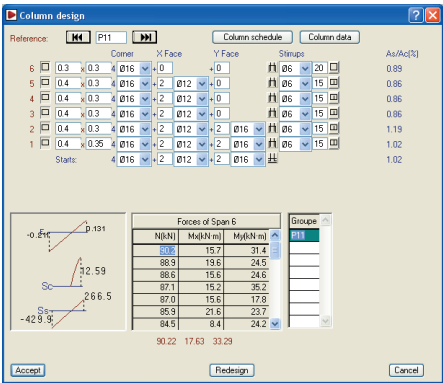 Column design
Reference: P11 Column schedule Column data
Corner X Face Y Face Stirrups As/Ac(%)
6 0.3 x 0.3 4 Ø16 + 0 + 0 Ø6 20 0.89
5 0.4 x 0.3 4 Ø16 + 2 Ø12 + 0 Ø6 15 0.86
4 0.4 x 0.3 4 Ø16 + 2 Ø12 + 0 Ø6 15 0.86
3 0.4 x 0.3 4 Ø16 + 2 Ø12 + 0 Ø6 15 0.86
2 0.4 x 0.3 4 Ø16 + 2 Ø12 + 2 Ø16 Ø6 15 1.19
1 0.4 x 0.35 4 Ø16 + 2 Ø12 + 2 Ø12 Ø6 15 1.02
Starts: 4 Ø16 + 2 Ø12 + 2 Ø12 1.02
0.131
12.59
Sc
266.5
Ss
-429.9
Forces of Span 6
N(kN) Mx(kN·m) My(kN·m)
90.2 15.7 31.4
88.9 19.6 24.5
88.6 15.6 24.6
87.1 15.2 35.2
87.0 15.6 17.8
85.9 21.6 23.7
84.5 8.4 24.2
90.22 17.63 33.29
Groupe
P11
Accept Redesign Cancel